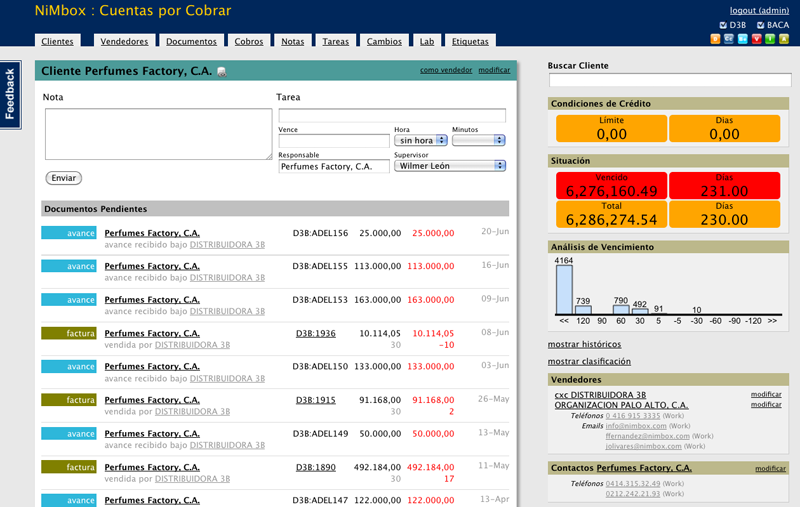 NiMbox : Cuentas por Cobrar
logout (admin)
D3B BACA
Clientes Vendedores Documentos Cobros Notas Tareas Cambios Lab Etiquetas
Feedback
Cliente Perfumes Factory, C.A. como vendedor modificar
Nota Tarea
Vence Hora Minutos
sin hora
Responsable Supervisor
Perfumes Factory, C.A. Wilmer León
Enviar
Documentos Pendientes
avance Perfumes Factory, C.A. D3B:ADEL156 25.000,00 25.000,00 20-Jun
avance recibido bajo DISTRIBUIDORA 3B
avance Perfumes Factory, C.A. D3B:ADEL155 113.000,00 113.000,00 16-Jun
avance recibido bajo DISTRIBUIDORA 3B
avance Perfumes Factory, C.A. D3B:ADEL153 163.000,00 163.000,00 09-Jun
avance recibido bajo DISTRIBUIDORA 3B
factura Perfumes Factory, C.A. D3B:1936 10.114,05 10.114,05 08-Jun
vendida por DISTRIBUIDORA 3B 30 -10
avance Perfumes Factory, C.A. D3B:ADEL150 133.000,00 133.000,00 03-Jun
avance recibido bajo DISTRIBUIDORA 3B
factura Perfumes Factory, C.A. D3B:1915 91.168,00 91.168,00 26-May
vendida por DISTRIBUIDORA 3B 30 2
avance Perfumes Factory, C.A. D3B:ADEL149 50.000,00 50.000,00 13-May
avance recibido bajo DISTRIBUIDORA 3B
factura Perfumes Factory, C.A. D3B:1890 492.184,00 492.184,00 11-May
vendida por DISTRIBUIDORA 3B 30 17
avance Perfumes Factory, C.A. D3B:ADEL147 122.000,00 122.000,00 13-Apr
Buscar Cliente
Condiciones de Crédito
Límite Dias
0,00 0,00
Situación
Vencido Dias
6,276,160.49 231.00
Total Dias
6,286,274.54 230.00
Análisis de Vencimiento
4164
739 790 492 91 10
<< 120 90 60 30 5 -5 -30 -60 -90 -120 >>
mostrar históricos
mostrar clasificación
Vendedores
cxc DISTRIBUIDORA 3B modificar
ORGANIZACION PALO ALTO, C.A. modificar
Teléfonos 0 416 915 3335 (Work)
Emails info@nimbox.com (Work)
ffernandez@nimbox.com (Work)
jolivares@nimbox.com (Work)
Contactos Perfumes Factory, C.A. modificar
Teléfonos 0414.315.32.49 (Work)
0212.242.21.93 (Work)